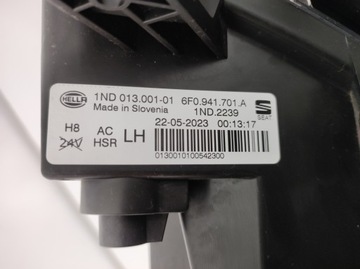 HELLA
1ND 013.001-01 6F0.941.701.A
Made in Slovenia 1ND.2239
SEAT
22-05-2023 00:13:17
H8 AC
24V HSR LH
0130010100542300